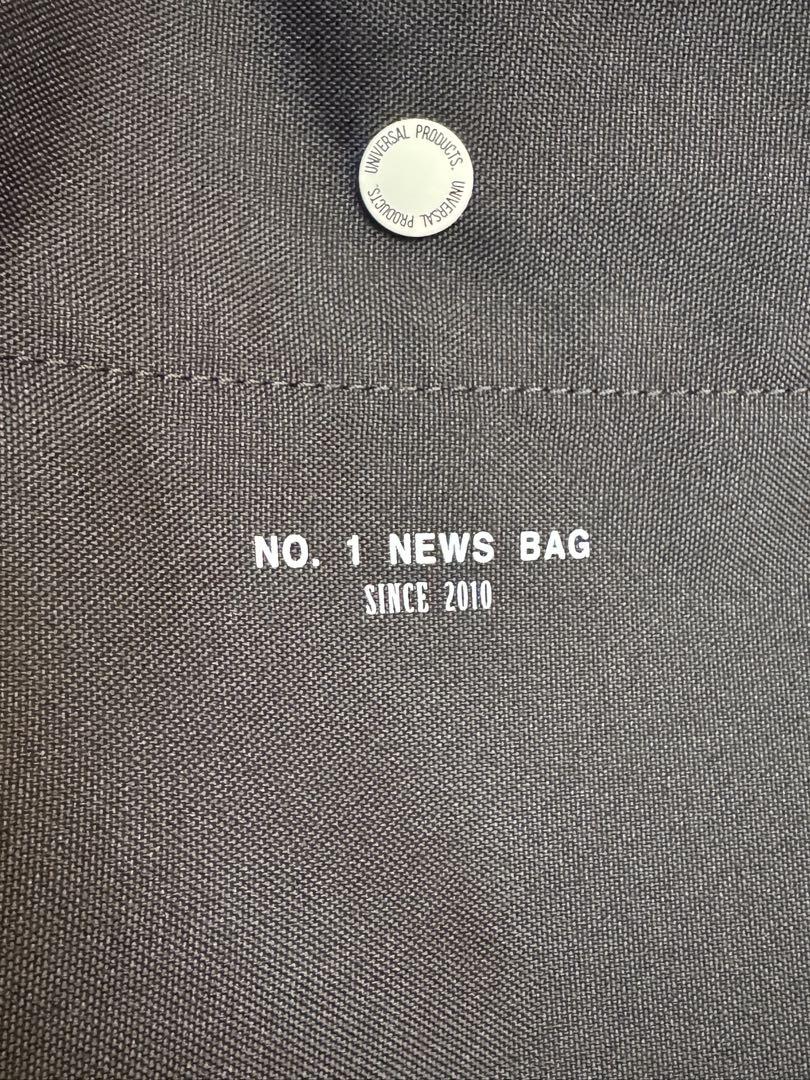 UNIVERSAL PRODUCTS. UNIVERSAL PRODUCTS.
NO. 1 NEWS BAG
SINCE 2010